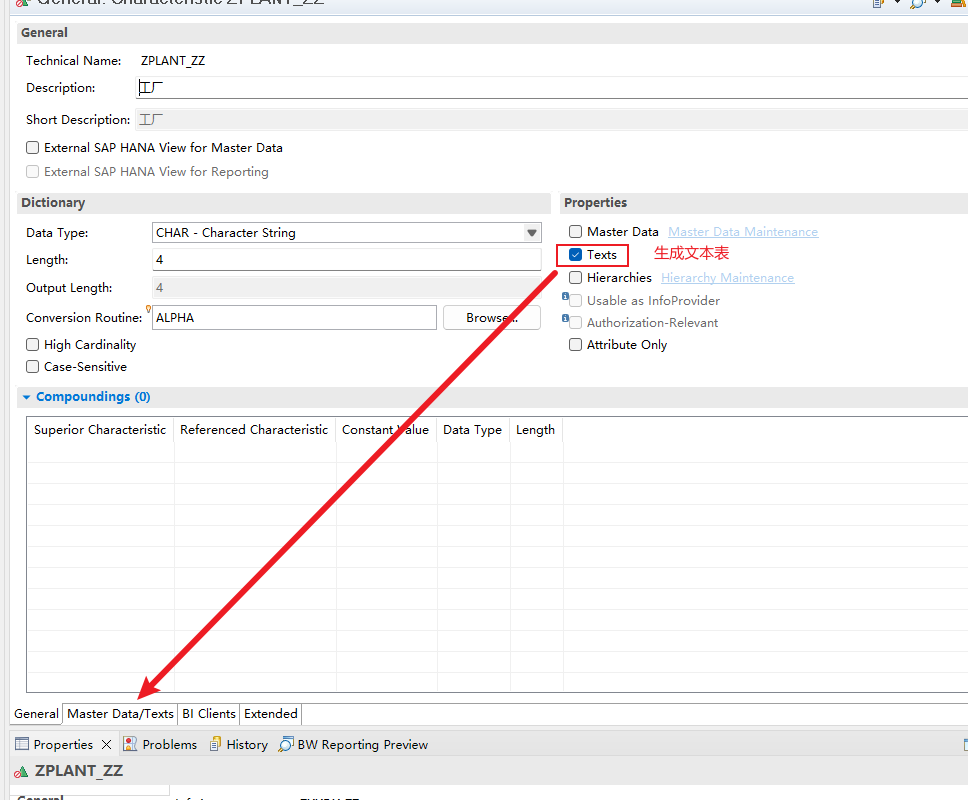 General: Characteristic ZPLANT_ZZ
General
Technical Name: ZPLANT_ZZ
Description: 工厂
Short Description: 工厂
External SAP HANA View for Master Data
External SAP HANA View for Reporting
Dictionary
Properties
Data Type: CHAR - Character String
Master Data Master Data Maintenance
Length: 4
Texts 生成文本表
Hierarchies Hierarchy Maintenance
Output Length: 4
Usable as InfoProvider
Conversion Routine: ALPHA Browse...
Authorization-Relevant
High Cardinality
Attribute Only
Case-Sensitive
Compoundings (0)
Superior Characteristic Referenced Characteristic Constant Value Data Type Length
General Master Data/Texts BI Clients Extended
Properties Problems History BW Reporting Preview
ZPLANT_ZZ
General